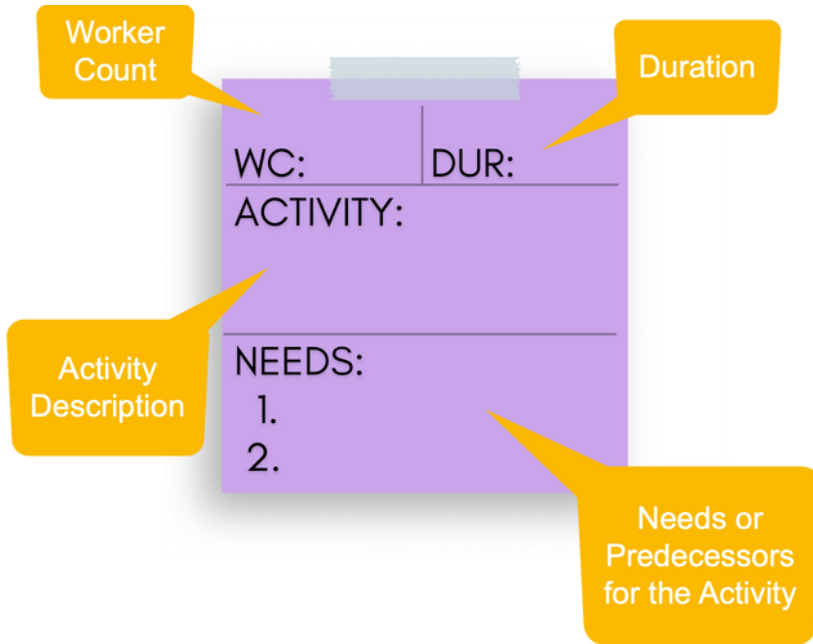 Worker
Count
Duration
WC:
DUR:
ACTIVITY:
Activity
Description
NEEDS:
1.
2.
Needs or
Predecessors
for the Activity